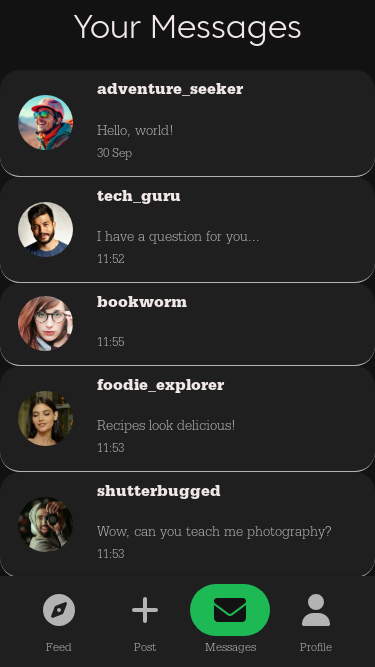 Your Messages
adventure_seeker
Hello, world!
30 Sep
tech_guru
I have a question for you...
11:52
bookworm
11:55
foodie_explorer
Recipes look delicious!
11:53
shutterbugged
Wow, can you teach me photography?
11:53
Feed
Post
Messages
Profile